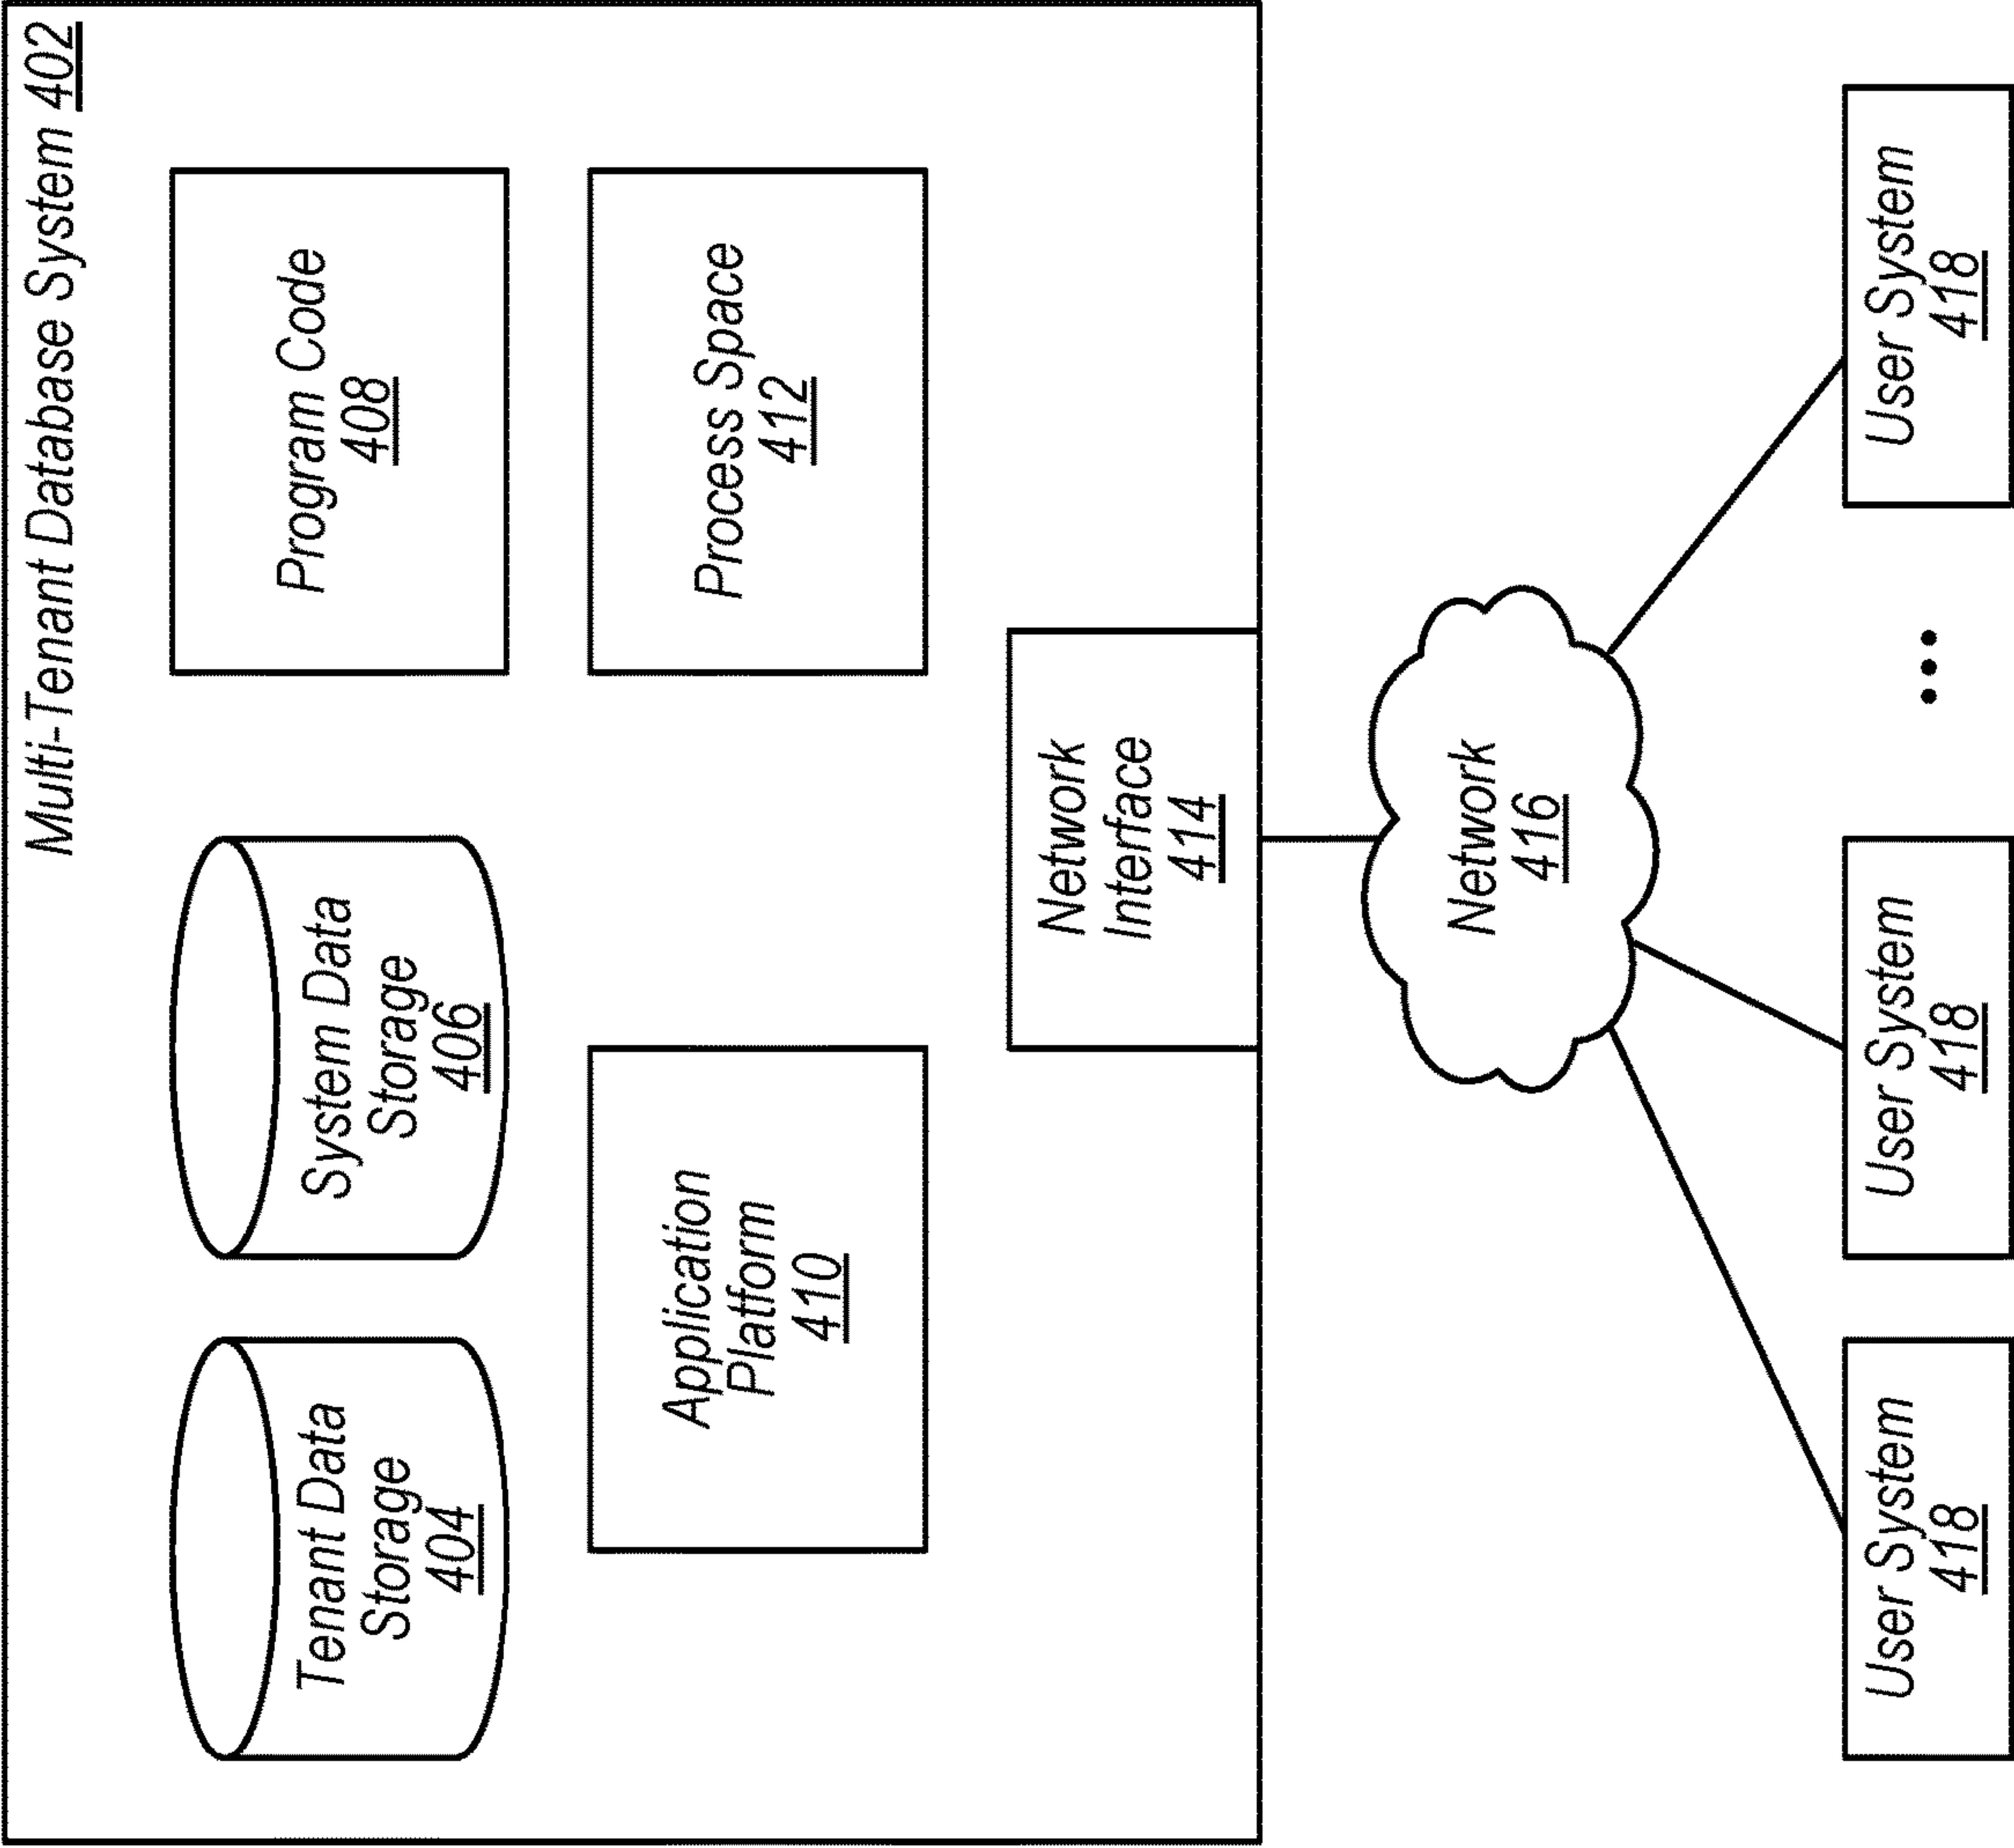 Multi-Tenant Database System 402
Tenant Data
Storage
404
System Data
Storage
406
Program Code
408
Application
Platform
410
Process Space
412
Network
Interface
414
Network
416
User System
418
User System
418
...
User System
418